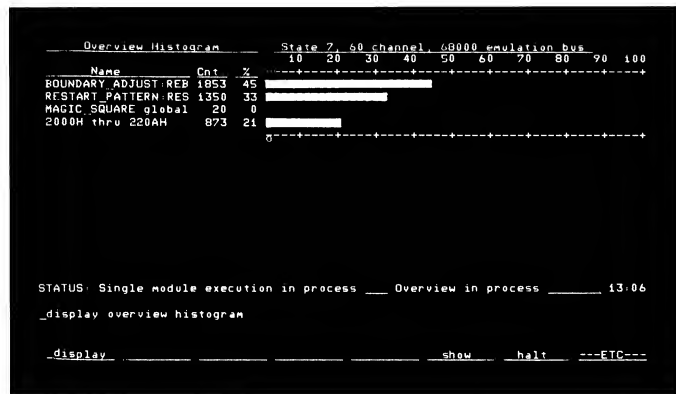 Overview Histogram State 7, 60 channel, 68000 emulation bus
10 20 30 40 50 60 70 80 90 100
Name Cnt % ----+----+----+----+----+----+----+----+----+----+
BOUNDARY_ADJUST:REB 1853 45
RESTART_PATTERN:RES 1350 33
MAGIC_SQUARE global 20 0
2000H thru 220AH 873 21
0----+----+----+----+----+----+----+----+----+----+
STATUS: Single module execution in process ___ Overview in process _______ 13:06
_display overview histogram
_display show halt ---ETC---